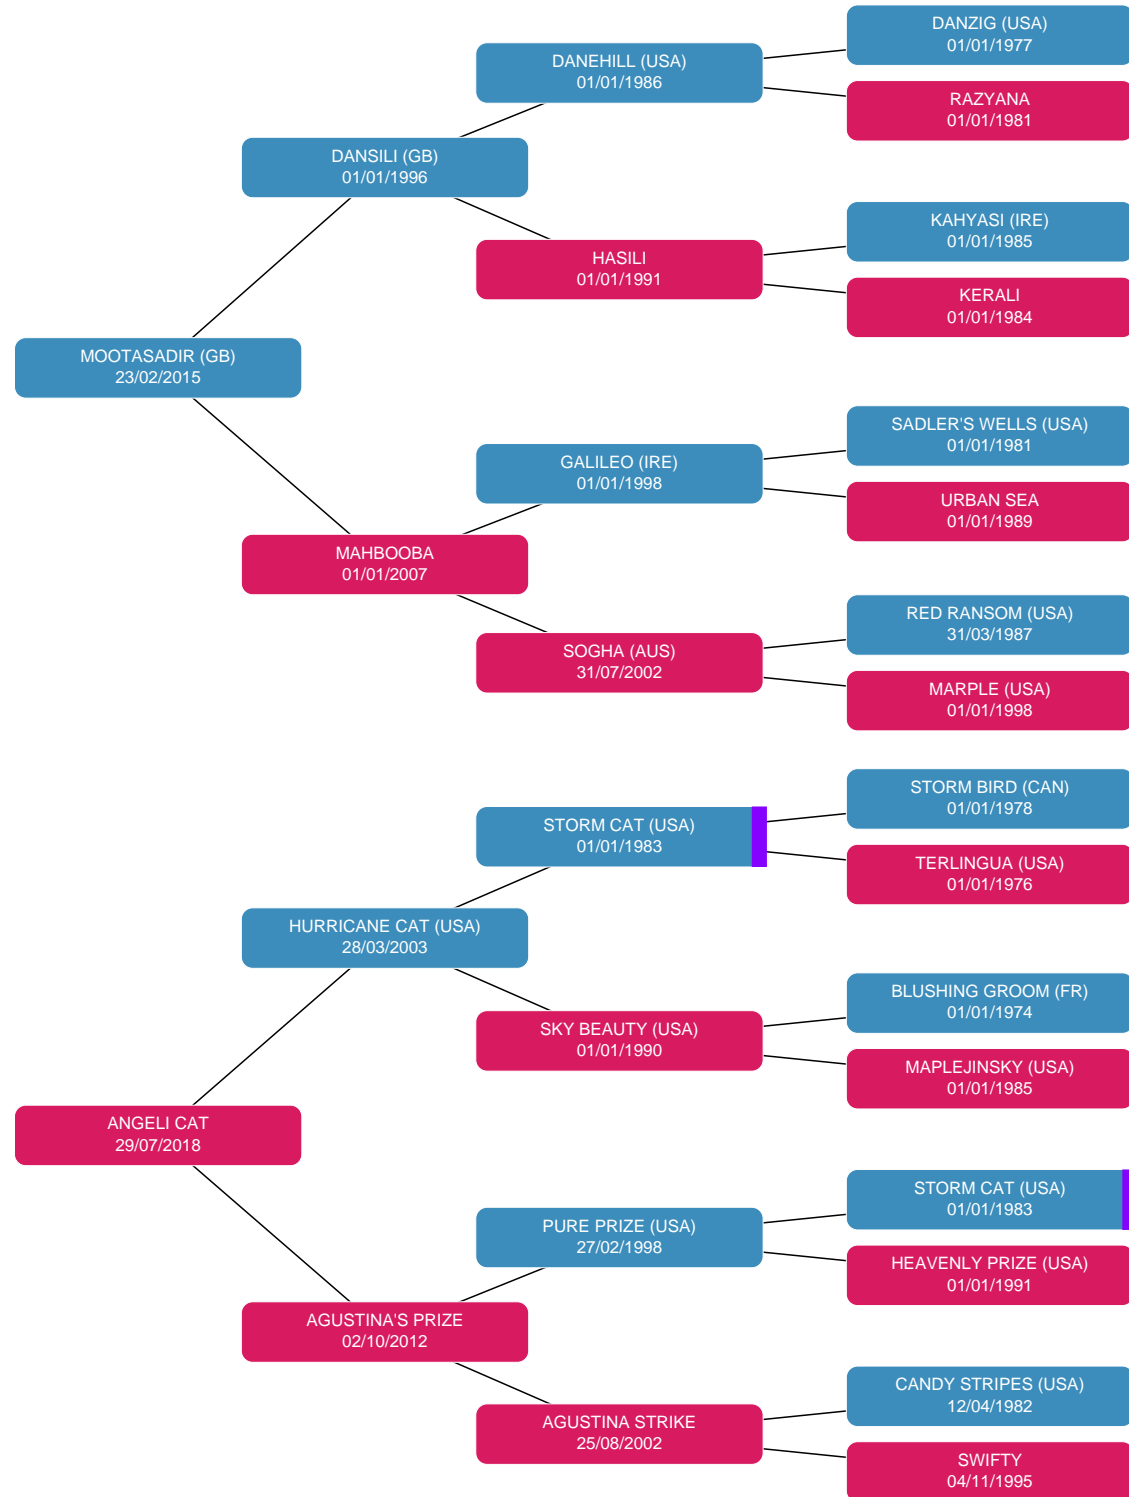 DANZIG (USA)
01/01/1977
DANEHILL (USA)
01/01/1986
RAZYANA
01/01/1981
DANSILI (GB)
01/01/1996
KAHYASI (IRE)
01/01/1985
HASILI
01/01/1991
KERALI
01/01/1984
MOOTASADIR (GB)
23/02/2015
SADLER'S WELLS (USA)
01/01/1981
GALILEO (IRE)
01/01/1998
URBAN SEA
01/01/1989
MAHBOOBA
01/01/2007
RED RANSOM (USA)
31/03/1987
SOGHA (AUS)
31/07/2002
MARPLE (USA)
01/01/1998
STORM BIRD (CAN)
01/01/1978
STORM CAT (USA)
01/01/1983
TERLINGUA (USA)
01/01/1976
HURRICANE CAT (USA)
28/03/2003
BLUSHING GROOM (FR)
01/01/1974
SKY BEAUTY (USA)
01/01/1990
MAPLEJINSKY (USA)
01/01/1985
ANGELI CAT
29/07/2018
STORM CAT (USA)
01/01/1983
PURE PRIZE (USA)
27/02/1998
HEAVENLY PRIZE (USA)
01/01/1991
AGUSTINA'S PRIZE
02/10/2012
CANDY STRIPES (USA)
12/04/1982
AGUSTINA STRIKE
25/08/2002
SWIFTY
04/11/1995